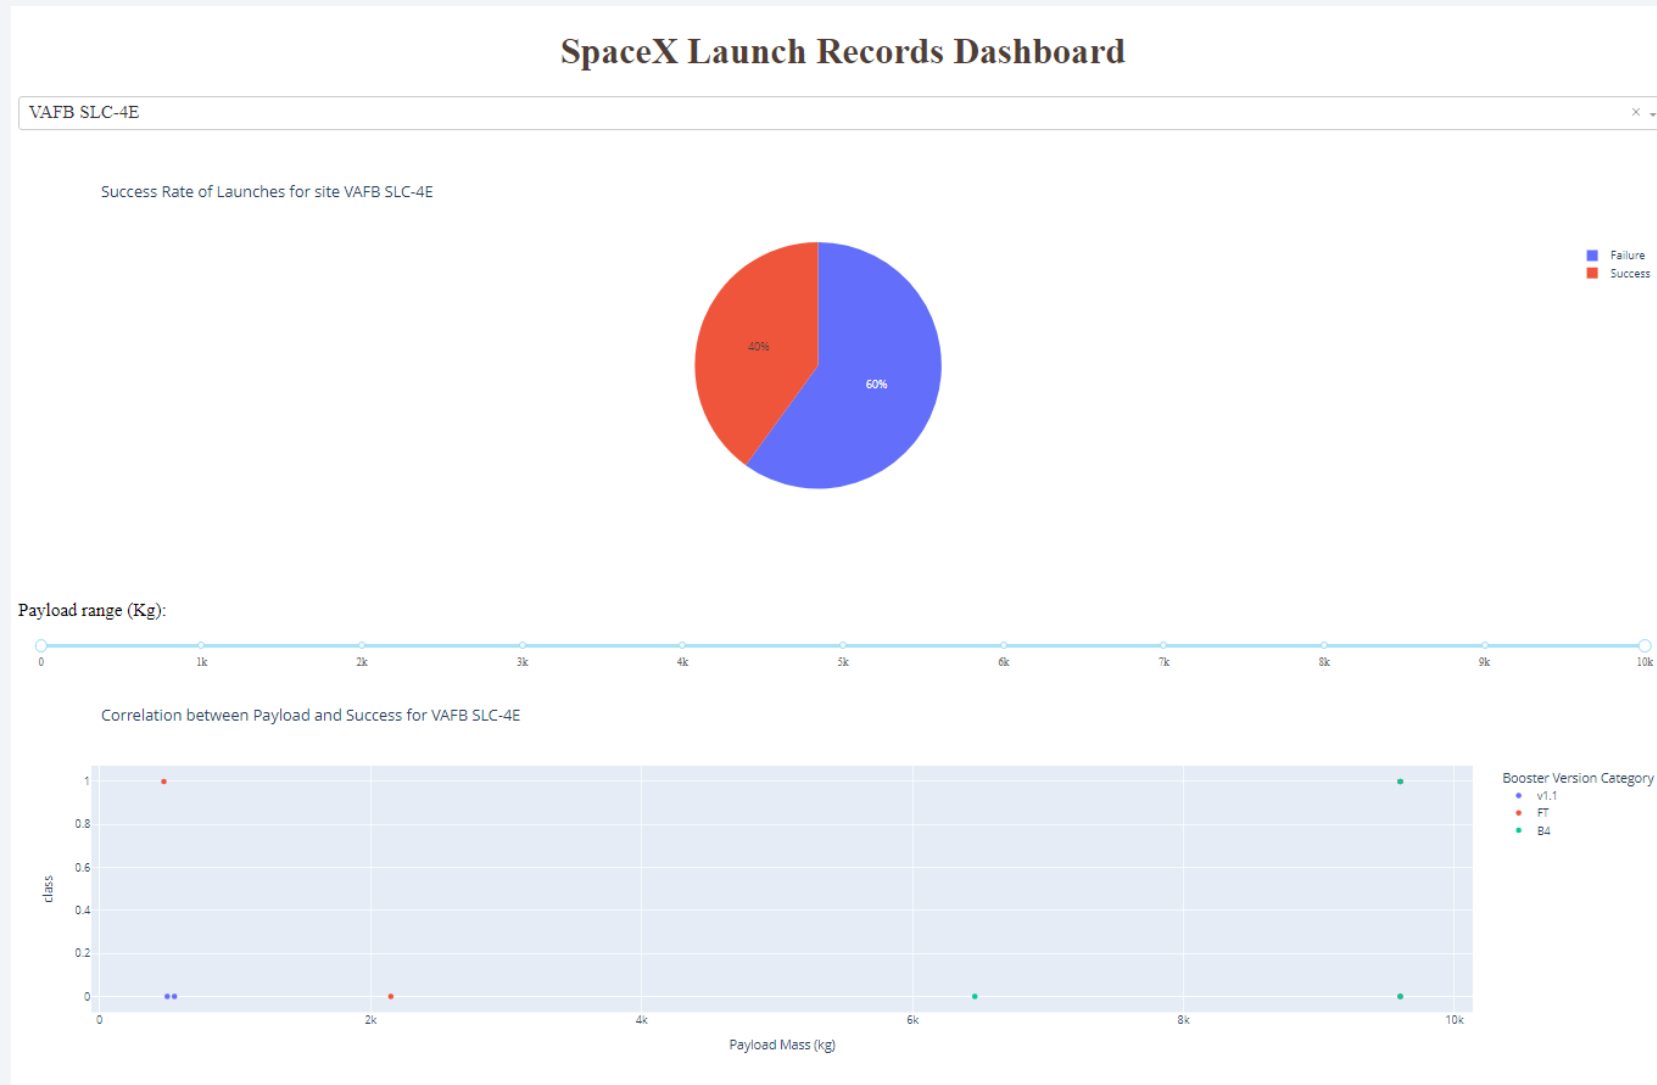 SpaceX Launch Records Dashboard
VAFB SLC-4E ×
Success Rate of Launches for site VAFB SLC-4E
Failure
Success
40%
60%
Payload range (Kg):
0 1k 2k 3k 4k 5k 6k 7k 8k 9k 10k
Correlation between Payload and Success for VAFB SLC-4E
Booster Version Category
v1.1
FT
B4
1
0.8
0.6
0.4
0.2
0
class
0 2k 4k 6k 8k 10k
Payload Mass (kg)